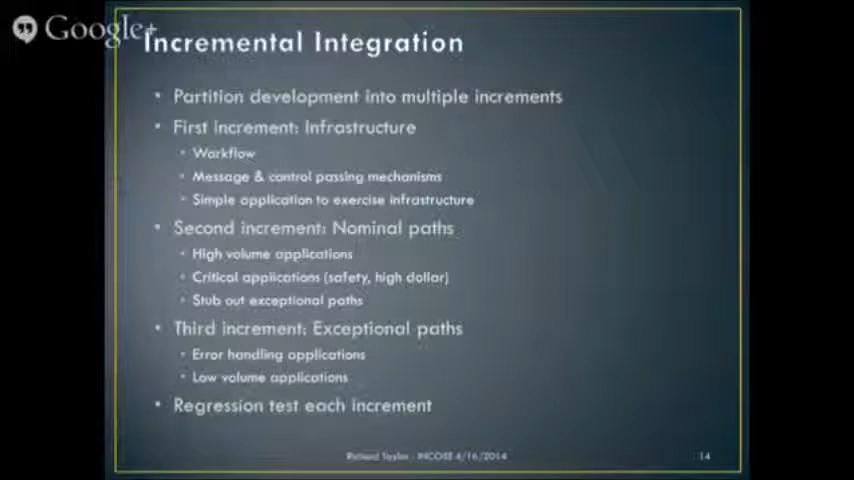 Google+
Incremental Integration
• Partition development into multiple increments
• First increment: Infrastructure
• Workflow
• Message & control passing mechanisms
• Simple application to exercise infrastructure
• Second increment: Nominal paths
• High volume applications
• Critical applications (safety, high dollar)
• Stub out exceptional paths
• Third increment: Exceptional paths
• Error handling applications
• Low volume applications
• Regression test each increment
Richard Taylor - INCOSE 4/16/2014
14